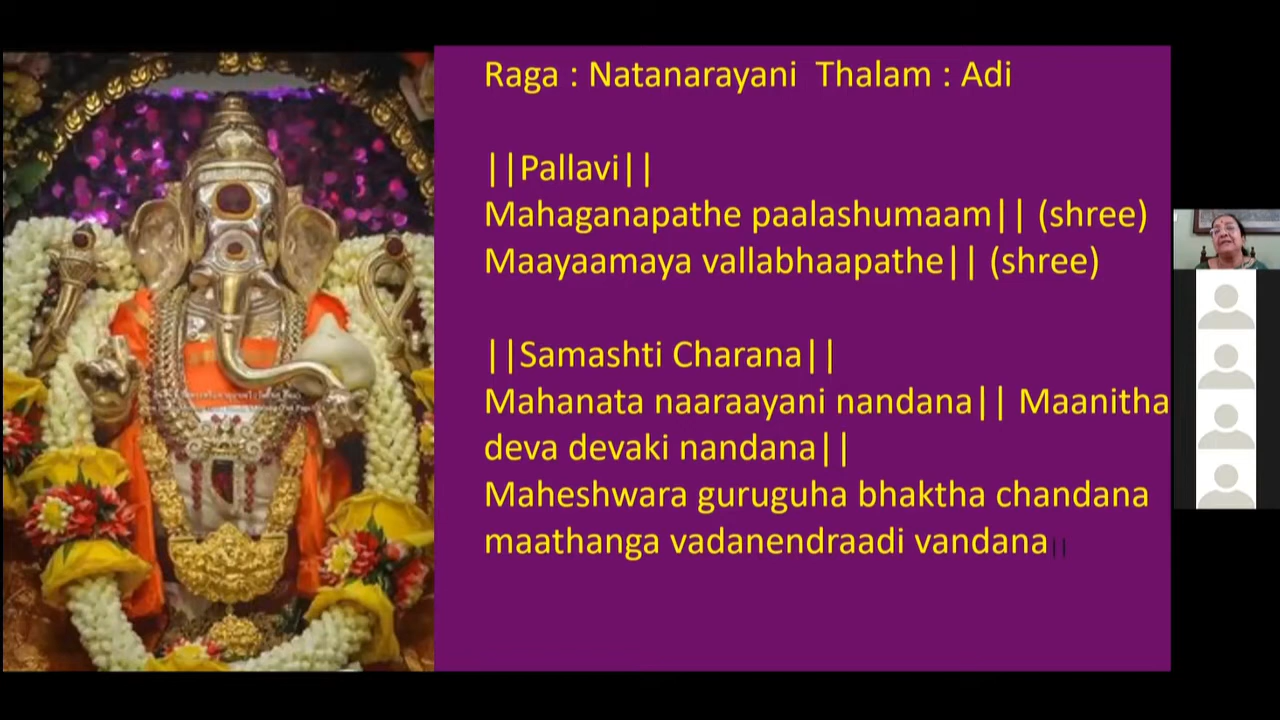 Raga : Natanarayani Thalam : Adi
||Pallavi||
Mahaganapathe paalashumaam|| (shree)
Maayaamaya vallabhaapathe|| (shree)
||Samashti Charana||
Mahanata naaraayani nandana|| Maanitha
deva devaki nandana||
Maheshwara guruguha bhaktha chandana
maathanga vadanendraadi vandana||